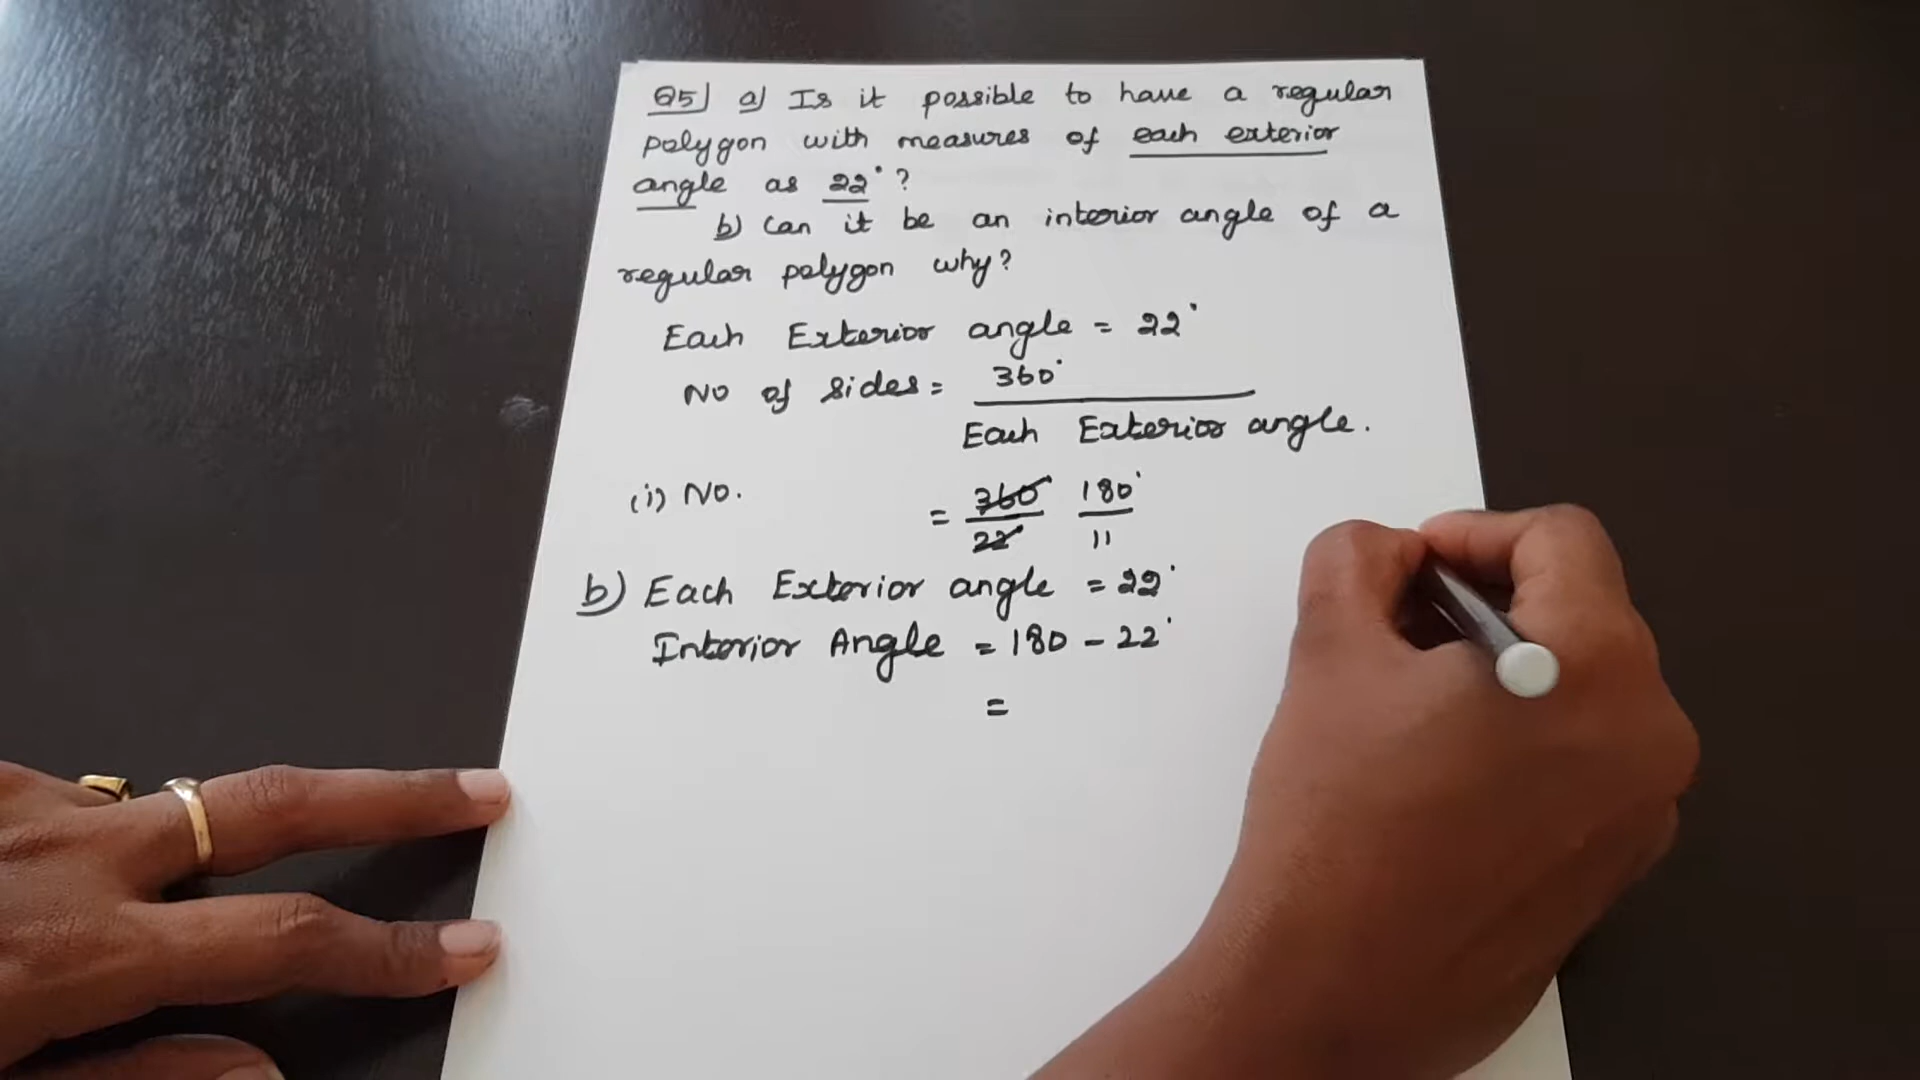 Q5) a) Is it possible to have a regular
polygon with measures of each exterior
angle as 22°?
b) Can it be an interior angle of a
regular polygon why?
Each Exterior angle = 22°
No of sides = 360°
Each Exterior angle.
(i) No.
= 360/22 180°/11
b) Each Exterior angle = 22°
Interior Angle = 180 - 22°
=